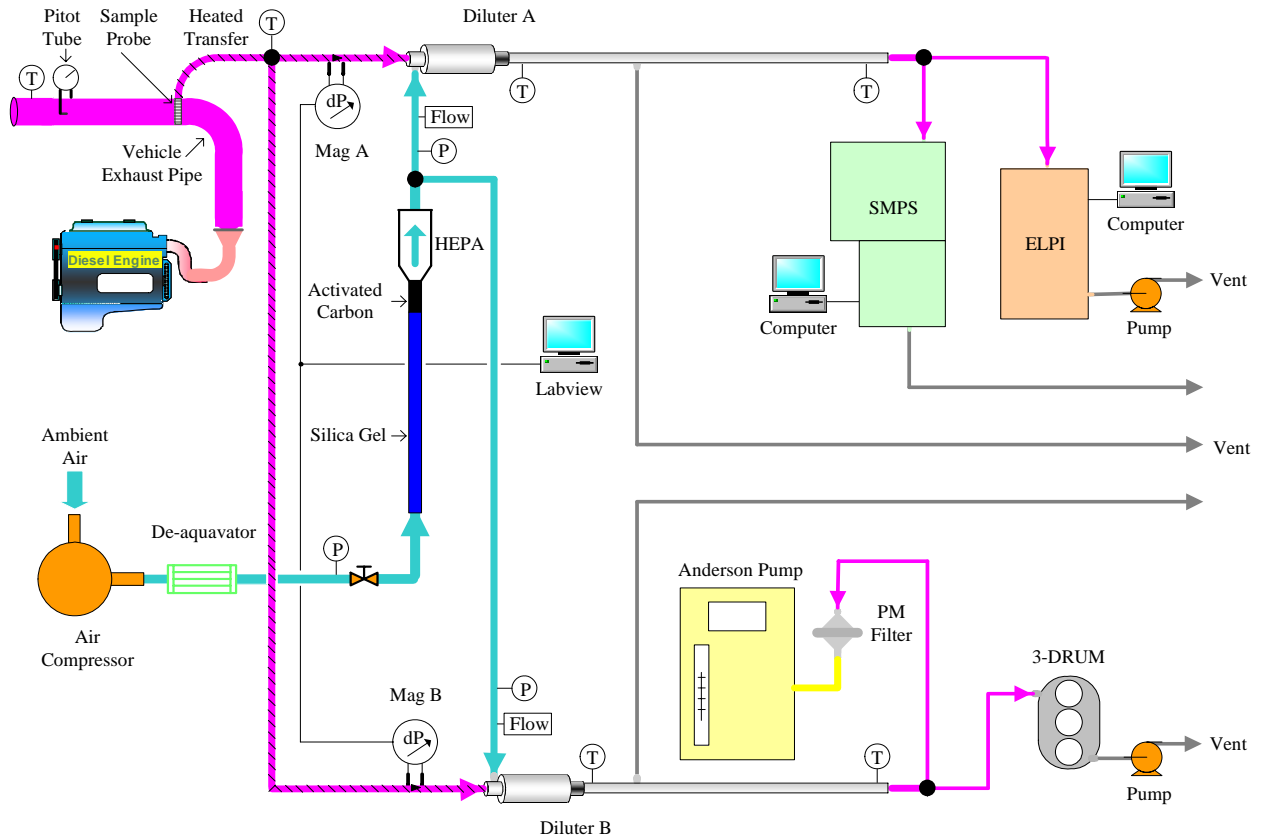 Pitot
Tube
Sample
Probe
Heated
Transfer
T
Diluter A
T
dP
Mag A
Flow
P
T
T
Vehicle
Exhaust Pipe
Diesel Engine
HEPA
Activated
Carbon
Silica Gel
Labview
SMPS
Computer
ELPI
Computer
Pump
Vent
Vent
Ambient
Air
De-aquavator
P
Air
Compressor
Anderson Pump
PM
Filter
3-DRUM
Mag B
dP
P
Flow
T
T
Diluter B
Vent
Pump